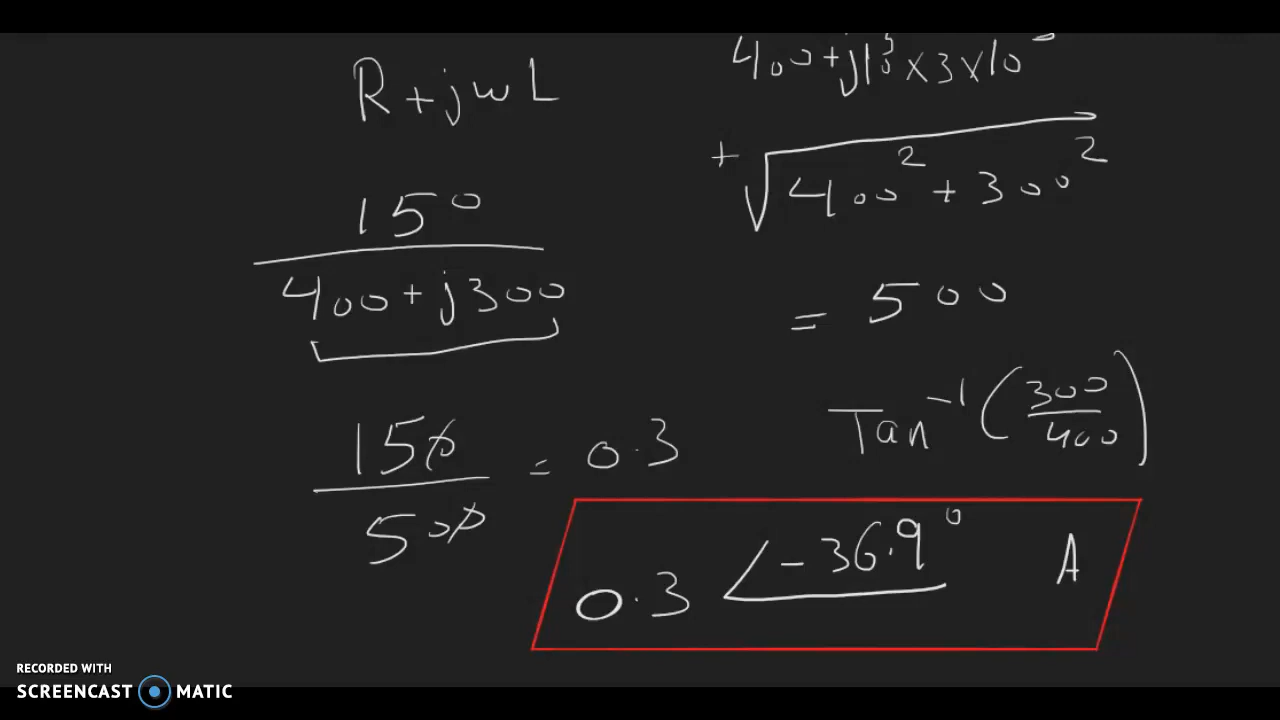 R + jwL
150
400 + j300
150
500
= 0.3
400 + j10³ × 3 × 10
+ √400² + 300²
= 500
Tan⁻¹ (300/400)
0.3 ∠-36.9° A
RECORDED WITH
SCREENCAST MATIC